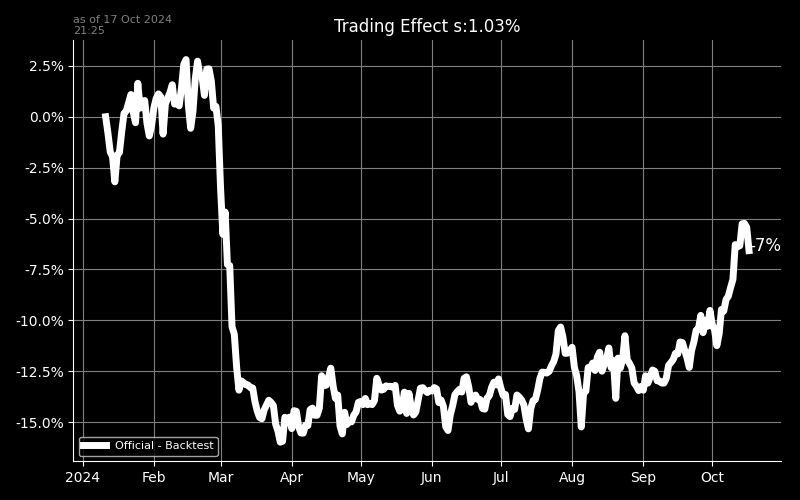 as of 17 Oct 2024
21:25
Trading Effect s:1.03%
2.5%
0.0%
-2.5%
-5.0%
-7.5%
-10.0%
-12.5%
-15.0%
-7%
Official - Backtest
2024 Feb Mar Apr May Jun Jul Aug Sep Oct